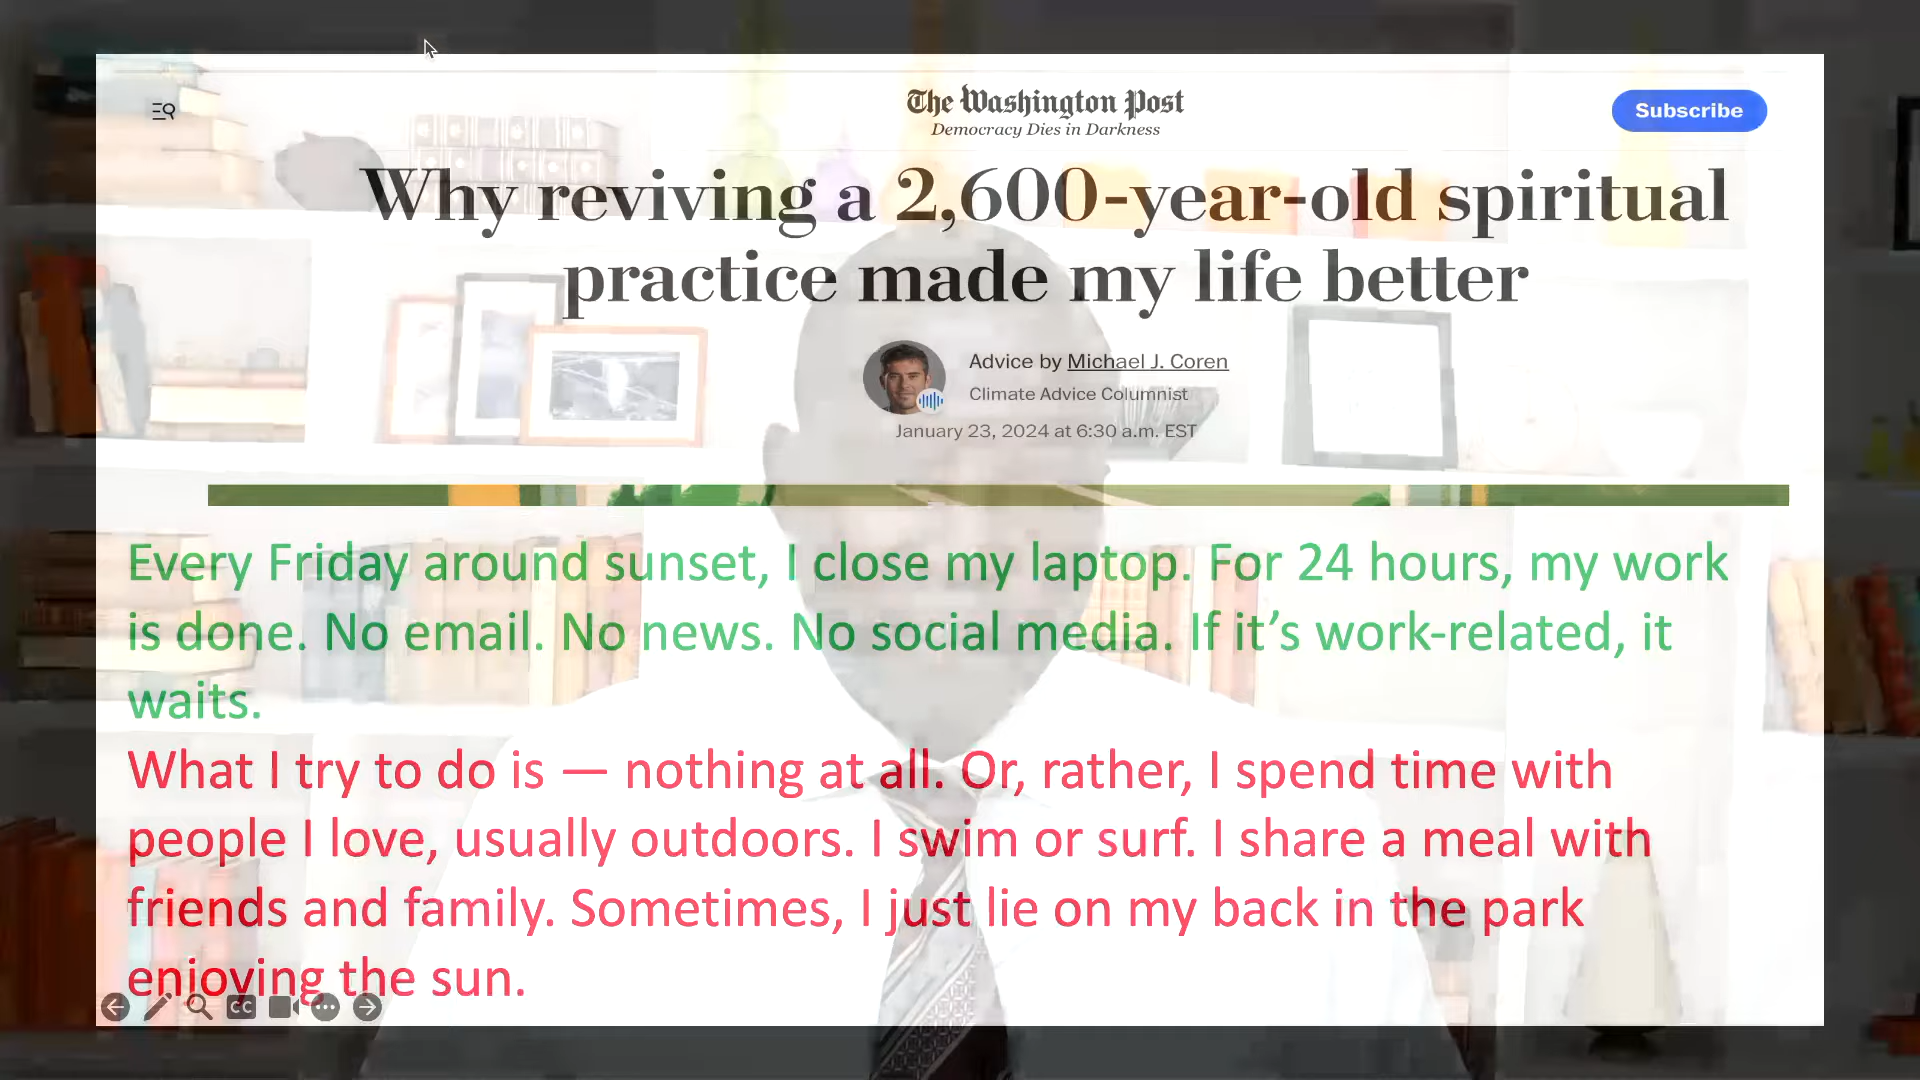 The Washington Post
Democracy Dies in Darkness
Subscribe
Why reviving a 2,600-year-old spiritual
practice made my life better
Advice by Michael J. Coren
Climate Advice Columnist
January 23, 2024 at 6:30 a.m. EST
Every Friday around sunset, I close my laptop. For 24 hours, my work
is done. No email. No news. No social media. If it’s work-related, it
waits.
What I try to do is — nothing at all. Or, rather, I spend time with
people I love, usually outdoors. I swim or surf. I share a meal with
friends and family. Sometimes, I just lie on my back in the park
enjoying the sun.
CC